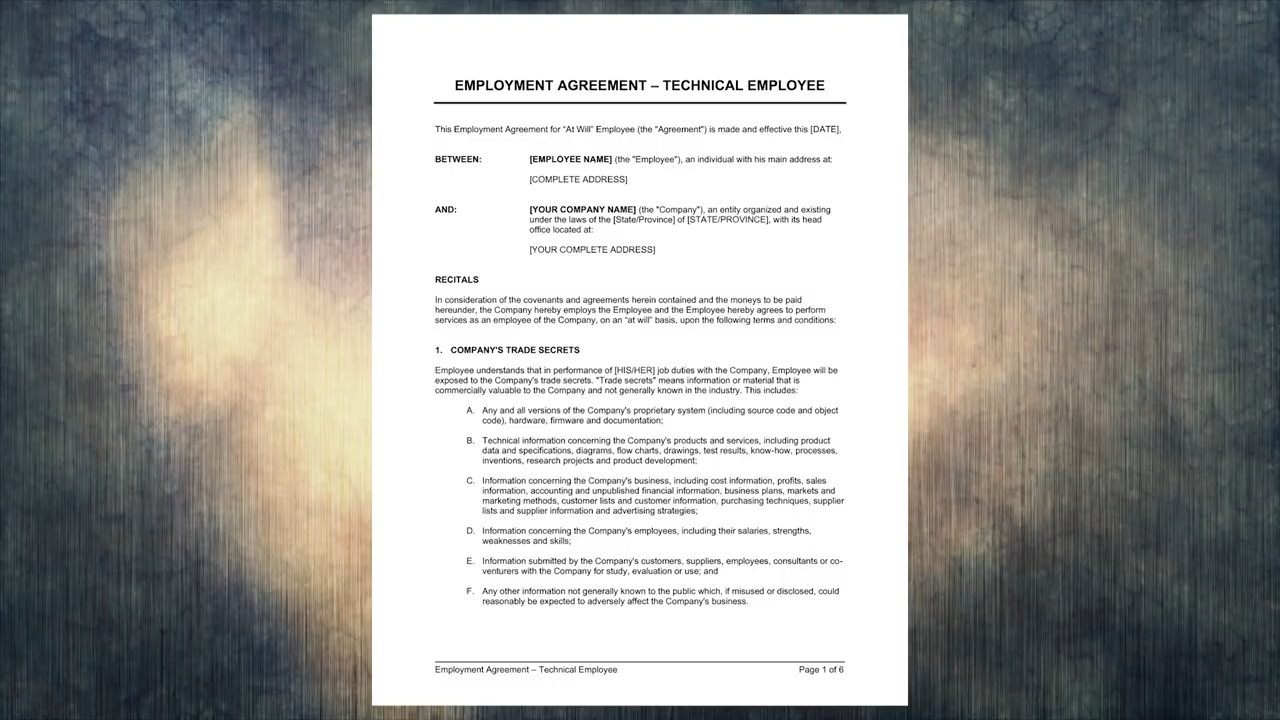 EMPLOYMENT AGREEMENT – TECHNICAL EMPLOYEE
This Employment Agreement for “At Will” Employee (the "Agreement") is made and effective this [DATE],
BETWEEN: [EMPLOYEE NAME] (the "Employee"), an individual with his main address at:
[COMPLETE ADDRESS]
AND: [YOUR COMPANY NAME] (the "Company"), an entity organized and existing
under the laws of the [State/Province] of [STATE/PROVINCE], with its head
office located at:
[YOUR COMPLETE ADDRESS]
RECITALS
In consideration of the covenants and agreements herein contained and the moneys to be paid
hereunder, the Company hereby employs the Employee and the Employee hereby agrees to perform
services as an employee of the Company, on an “at will” basis, upon the following terms and conditions:
1. COMPANY'S TRADE SECRETS
Employee understands that in performance of [HIS/HER] job duties with the Company, Employee will be
exposed to the Company's trade secrets. "Trade secrets" means information or material that is
commercially valuable to the Company and not generally known in the industry. This includes:
A. Any and all versions of the Company's proprietary system (including source code and object
code), hardware, firmware and documentation;
B. Technical information concerning the Company's products and services, including product
data and specifications, diagrams, flow charts, drawings, test results, know-how, processes,
inventions, research projects and product development;
C. Information concerning the Company's business, including cost information, profits, sales
information, accounting and unpublished financial information, business plans, markets and
marketing methods, customer lists and customer information, purchasing techniques, supplier
lists and supplier information and advertising strategies;
D. Information concerning the Company's employees, including their salaries, strengths,
weaknesses and skills;
E. Information submitted by the Company's customers, suppliers, employees, consultants or co-
venturers with the Company for study, evaluation or use; and
F. Any other information not generally known to the public which, if misused or disclosed, could
reasonably be expected to adversely affect the Company's business.
Employment Agreement – Technical Employee Page 1 of 6